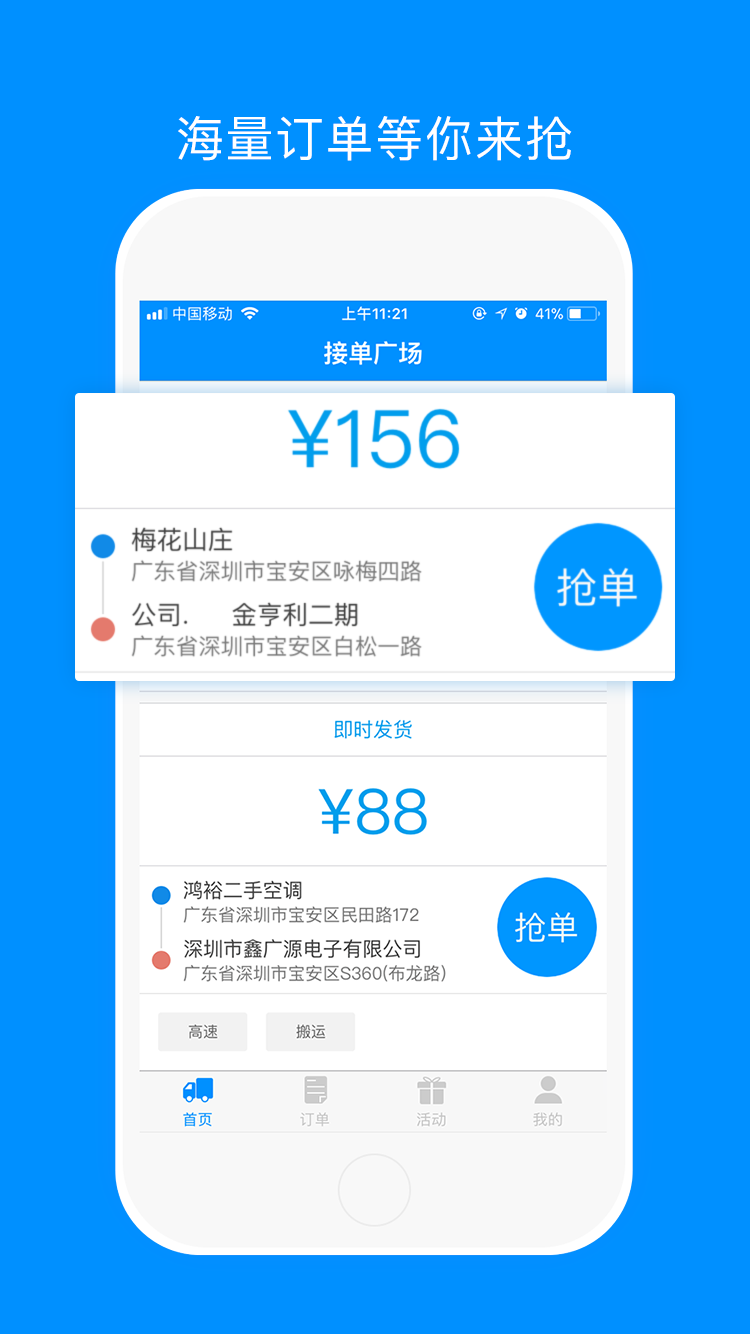 海量订单等你来抢
中国移动 上午11:21 41%
接单广场
¥156
梅花山庄
广东省深圳市宝安区咏梅四路
公司. 金亨利二期
广东省深圳市宝安区白松一路
抢单
即时发货
¥88
鸿裕二手空调
广东省深圳市宝安区民田路172
深圳市鑫广源电子有限公司
广东省深圳市宝安区S360(布龙路)
抢单
高速 搬运
首页 订单 活动 我的